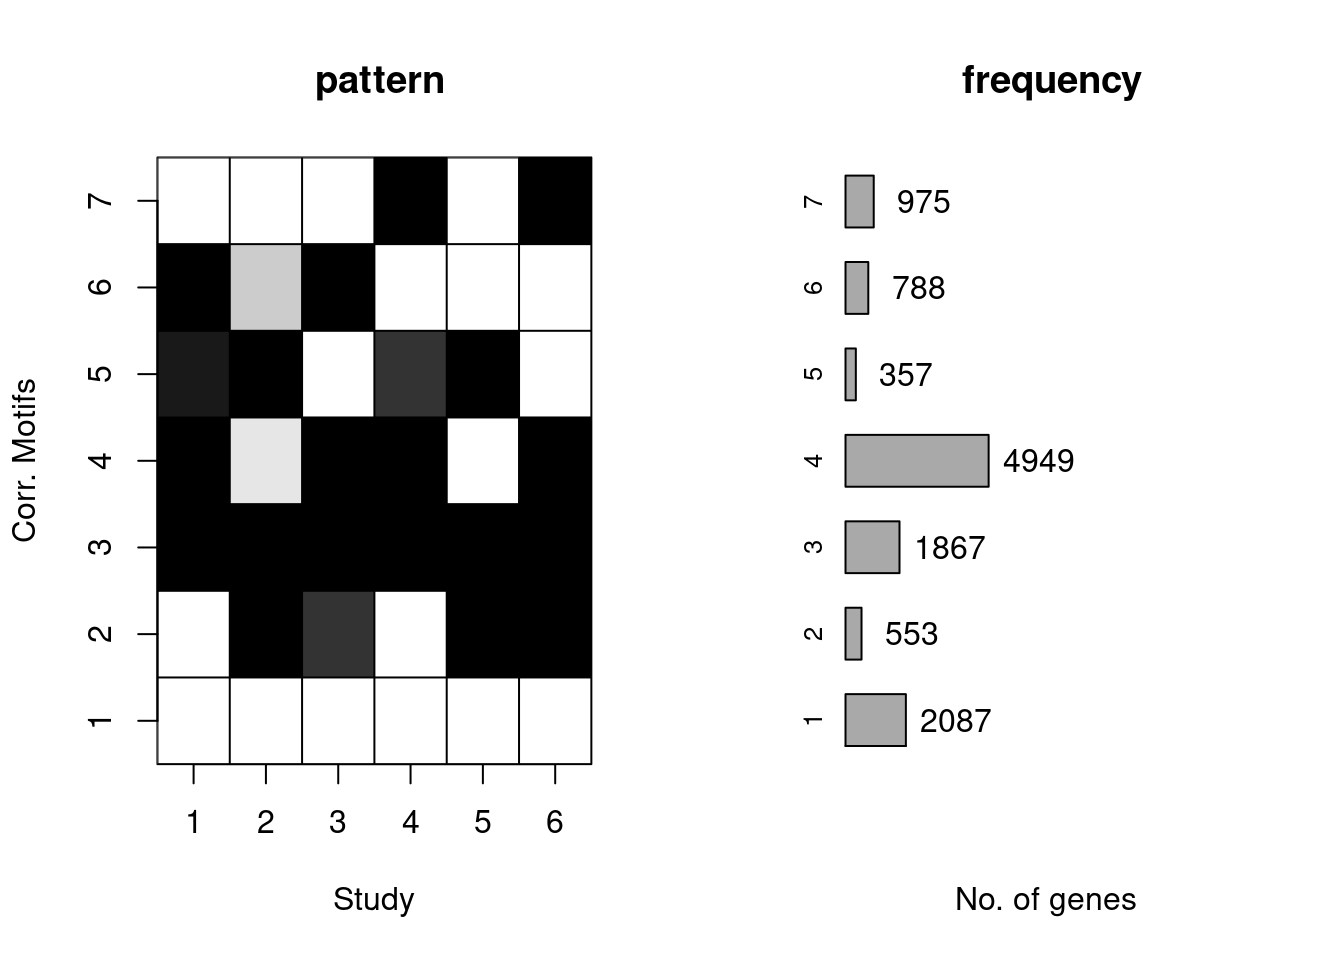 pattern
7
6
5
4
3
2
1
Corr. Motifs
1 2 3 4 5 6
Study
frequency
7 975
6 788
5 357
4 4949
3 1867
2 553
1 2087
No. of genes